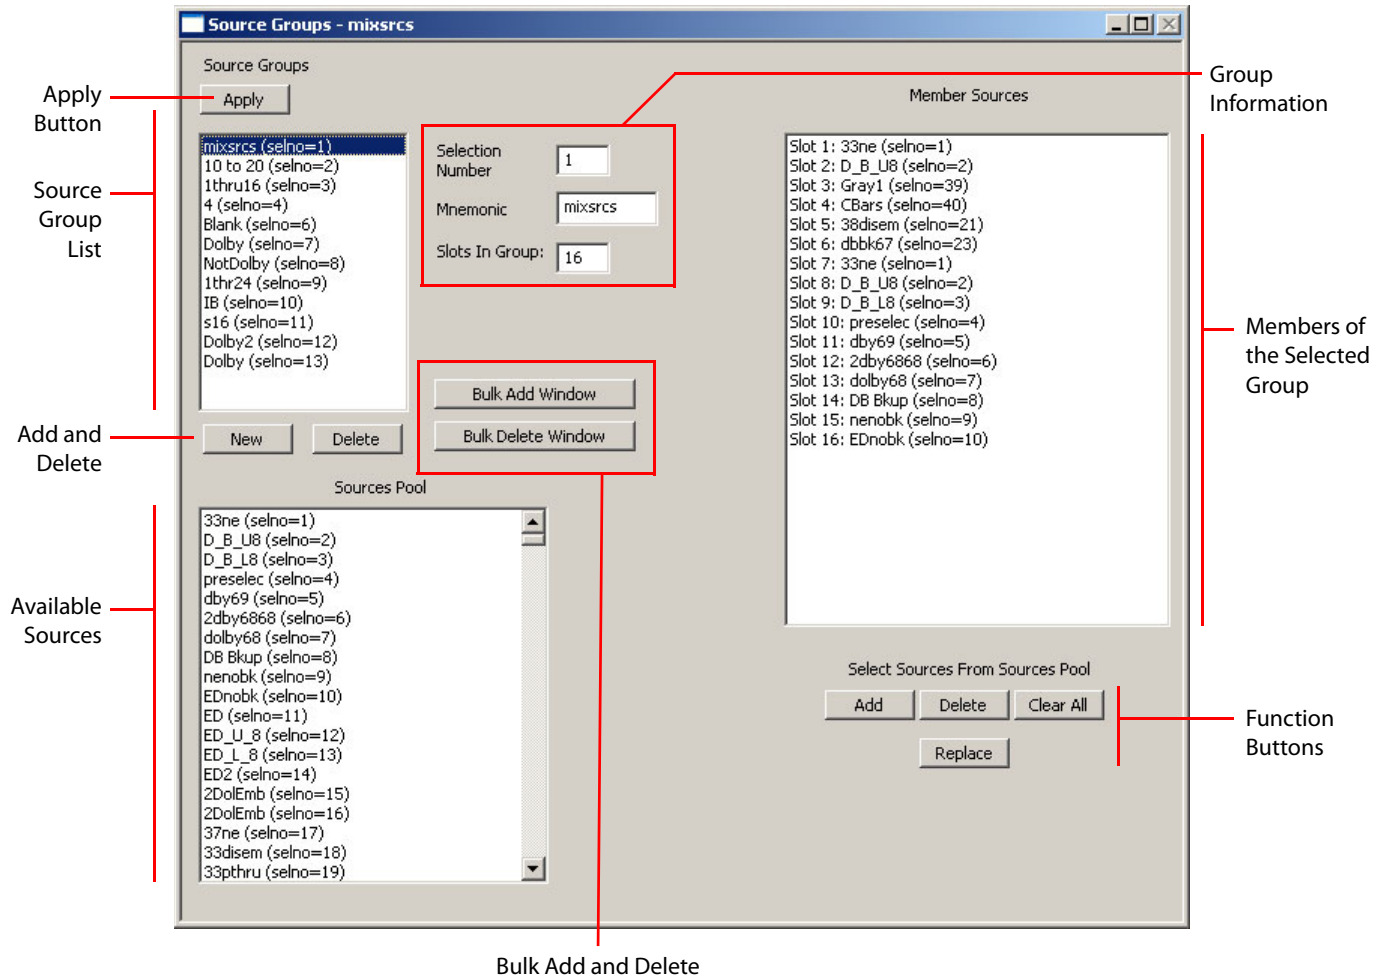 Source Groups - mixsrcs
Source Groups
Apply
Apply
Button
Group
Information
Member Sources
Source
Group
List
mixsrcs (selno=1)
10 to 20 (selno=2)
1thru16 (selno=3)
4 (selno=4)
Blank (selno=6)
Dolby (selno=7)
NotDolby (selno=8)
1thr24 (selno=9)
IB (selno=10)
s16 (selno=11)
Dolby2 (selno=12)
Dolby (selno=13)
Selection
Number
1
Mnemonic
mixsrcs
Slots In Group:
16
Slot 1: 33ne (selno=1)
Slot 2: D_B_U8 (selno=2)
Slot 3: Gray1 (selno=39)
Slot 4: CBars (selno=40)
Slot 5: 38disem (selno=21)
Slot 6: dbbk67 (selno=23)
Slot 7: 33ne (selno=1)
Slot 8: D_B_U8 (selno=2)
Slot 9: D_B_L8 (selno=3)
Slot 10: preselec (selno=4)
Slot 11: dby69 (selno=5)
Slot 12: 2dby6868 (selno=6)
Slot 13: dolby68 (selno=7)
Slot 14: DB Bkup (selno=8)
Slot 15: nenobk (selno=9)
Slot 16: EDnobk (selno=10)
Members of
the Selected
Group
Bulk Add Window
Bulk Delete Window
Add and
Delete
New
Delete
Sources Pool
Available
Sources
33ne (selno=1)
D_B_U8 (selno=2)
D_B_L8 (selno=3)
preselec (selno=4)
dby69 (selno=5)
2dby6868 (selno=6)
dolby68 (selno=7)
DB Bkup (selno=8)
nenobk (selno=9)
EDnobk (selno=10)
ED (selno=11)
ED_U_8 (selno=12)
ED_L_8 (selno=13)
ED2 (selno=14)
2DolEmb (selno=15)
2DolEmb (selno=16)
37ne (selno=17)
33disem (selno=18)
33pthru (selno=19)
Select Sources From Sources Pool
Add
Delete
Clear All
Replace
Function
Buttons
Bulk Add and Delete